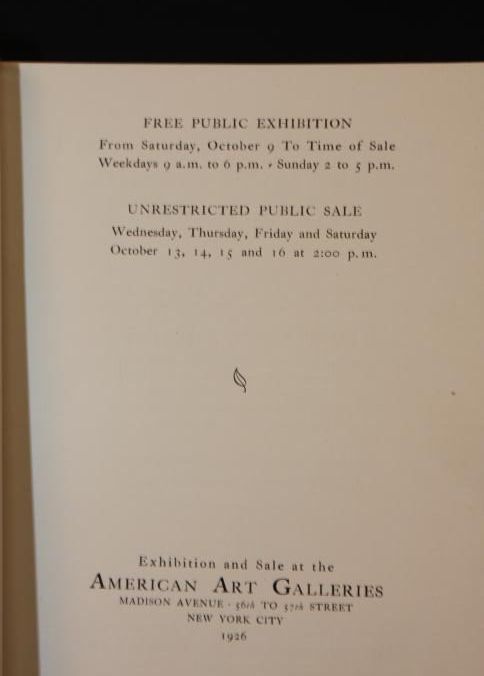 FREE PUBLIC EXHIBITION
From Saturday, October 9 To Time of Sale
Weekdays 9 a.m. to 6 p.m. · Sunday 2 to 5 p.m.
UNRESTRICTED PUBLIC SALE
Wednesday, Thursday, Friday and Saturday
October 13, 14, 15 and 16 at 2:00 p.m.
Exhibition and Sale at the
AMERICAN ART GALLERIES
MADISON AVENUE · 56th TO 57th STREET
NEW YORK CITY
1926